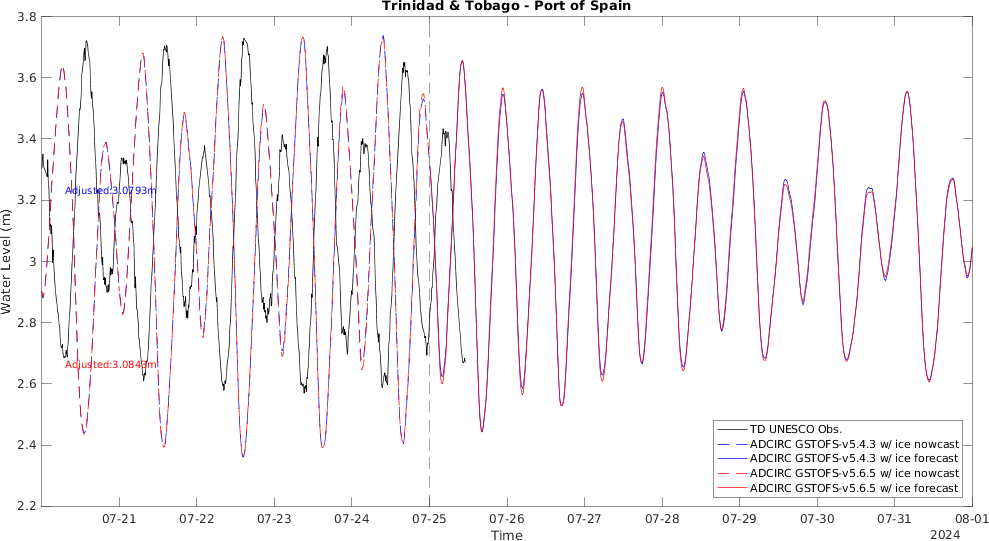 Trinidad & Tobago - Port of Spain
3.8
3.6
3.4
3.2
3
2.8
2.6
2.4
2.2
Water Level (m)
Adjusted:3.0793m
Adjusted:3.0843m
TD UNESCO Obs.
ADCIRC GSTOFS-v5.4.3 w/ ice nowcast
ADCIRC GSTOFS-v5.4.3 w/ ice forecast
ADCIRC GSTOFS-v5.6.5 w/ ice nowcast
ADCIRC GSTOFS-v5.6.5 w/ ice forecast
07-21 07-22 07-23 07-24 07-25 07-26 07-27 07-28 07-29 07-30 07-31 08-01
Time
2024